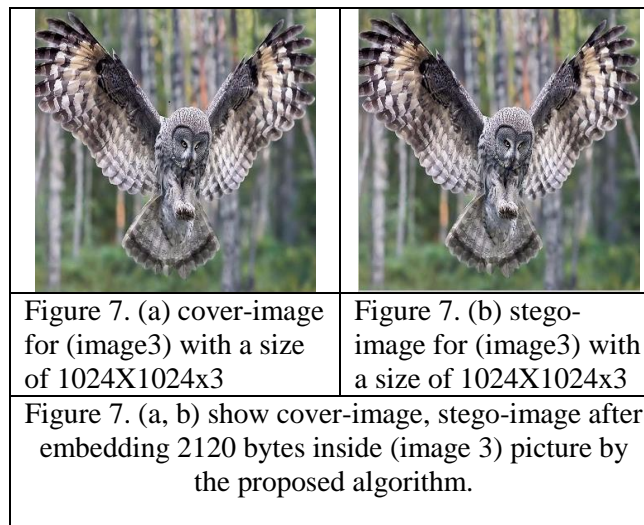 Figure 7. (a) cover-image
for (image3) with a size
of 1024X1024x3
Figure 7. (b) stego-
image for (image3) with
a size of 1024X1024x3
Figure 7. (a, b) show cover-image, stego-image after
embedding 2120 bytes inside (image 3) picture by
the proposed algorithm.